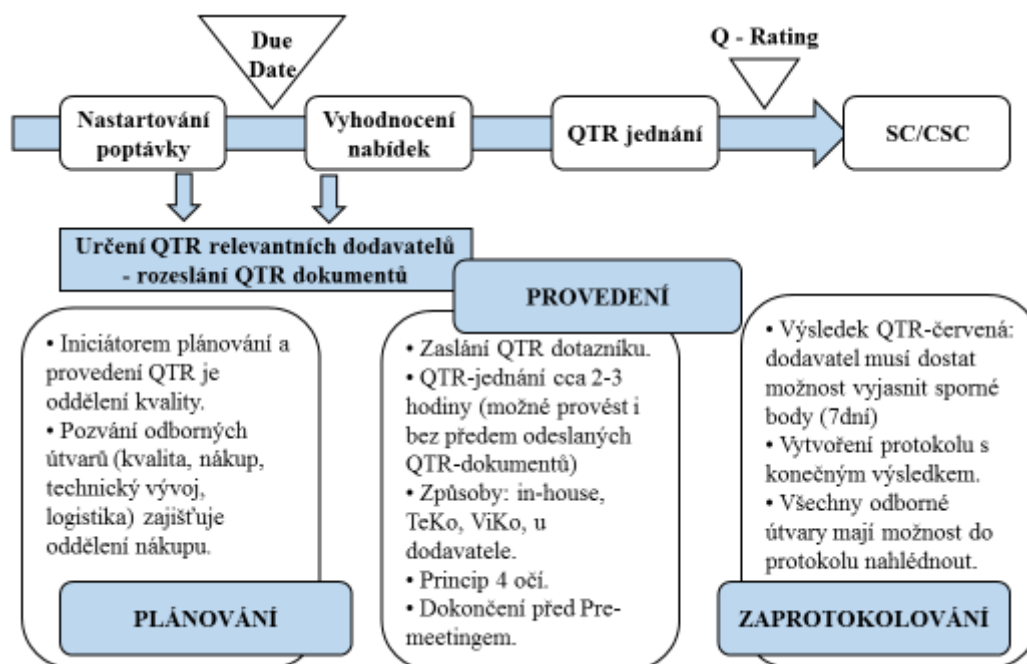 Due
Date
Q - Rating
Nastartování
poptávky
Vyhodnocení
nabídek
QTR jednání
SC/CSC
Určení QTR relevantních dodavatelů
- rozeslání QTR dokumentů
• Iniciátorem plánování a
provedení QTR je
oddělení kvality.
• Pozvání odborných
útvarů (kvalita, nákup,
technický vývoj,
logistika) zajišťuje
oddělení nákupu.
PLÁNOVÁNÍ
PROVEDENÍ
• Zaslání QTR dotazníku.
• QTR-jednání cca 2-3
hodiny (možné provést i
bez předem odeslaných
QTR-dokumentů)
• Způsoby: in-house,
TeKo, ViKo, u
dodavatele.
• Princip 4 očí.
• Dokončení před Pre-
meetingem.
• Výsledek QTR-červená:
dodavatel musí dostat
možnost vyjasnit sporné
body (7dní)
• Vytvoření protokolu s
konečným výsledkem.
• Všechny odborné
útvary mají možnost do
protokolu nahlédnout.
ZAPROTOKOLOVÁNÍ